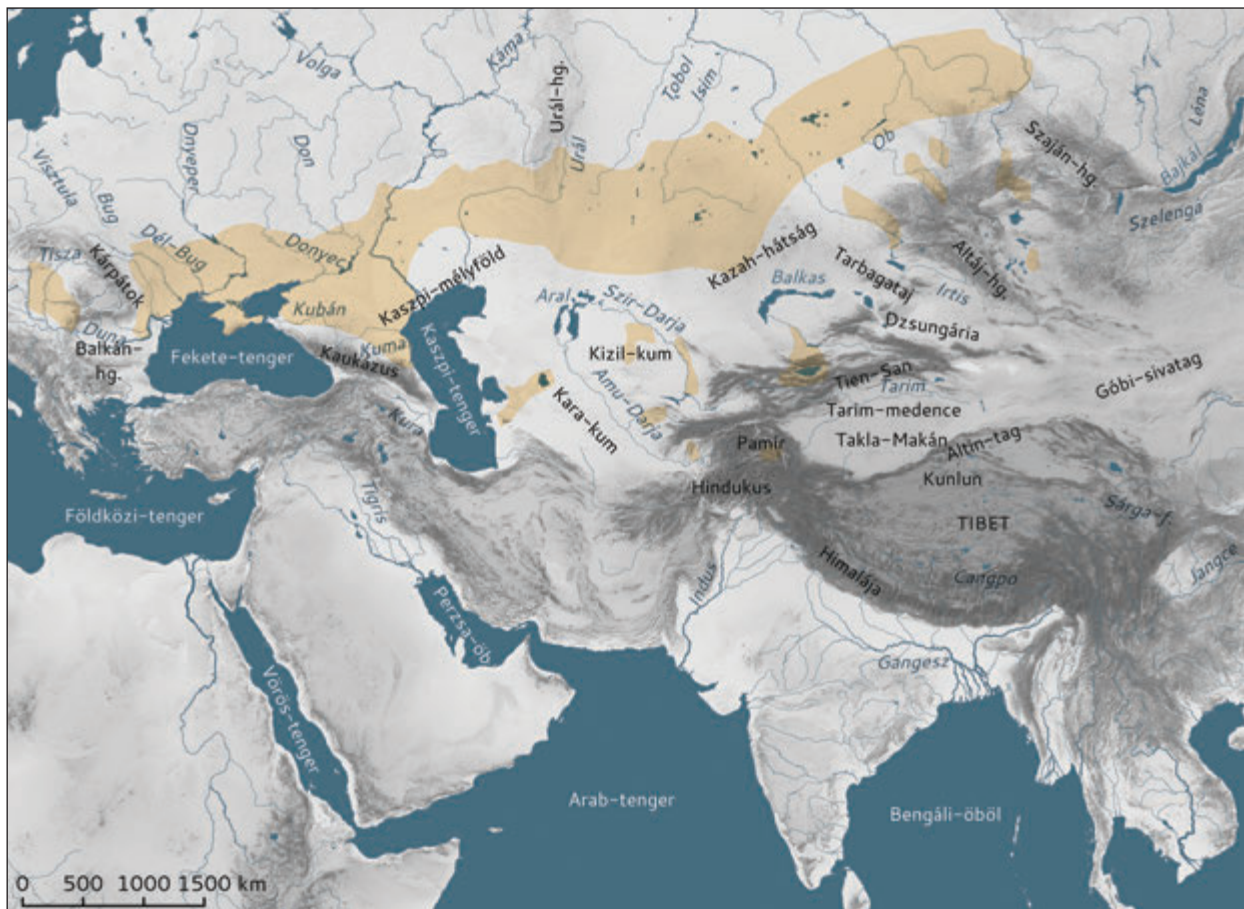 Volga
Káma
Urál-hg.
Tobol
Isim
Ob
Léna
Bajkál
Szaján-hg.
Szelenga
Visztula
Bug
Dnyeper
Don
Urál
Dél-Bug
Donyec
Tisza
Kárpátok
Kaszpi-mélyföld
Kazah-hátság
Tarbagataj
Altáj-hg.
Irtis
Duna
Balkán-
hg.
Fekete-tenger
Kubán
Kuma
Kaukázus
Kaszpi-tenger
Aral
Szir-Darja
Balkas
Dzsungária
Kizil-kum
Tien-San
Tarim
Góbi-sivatag
Kura
Kara-kum
Amu-Darja
Tarim-medence
Takla-Makán
Altin-tag
Pamír
Hindukus
Kunlun
Sárga-f.
Földközi-tenger
Tigris
TIBET
Himalája
Cangpo
Jangce
Indus
Perzsa-öb
Gangesz
Vörös-tenger
Arab-tenger
Bengáli-öböl
0 500 1000 1500 km